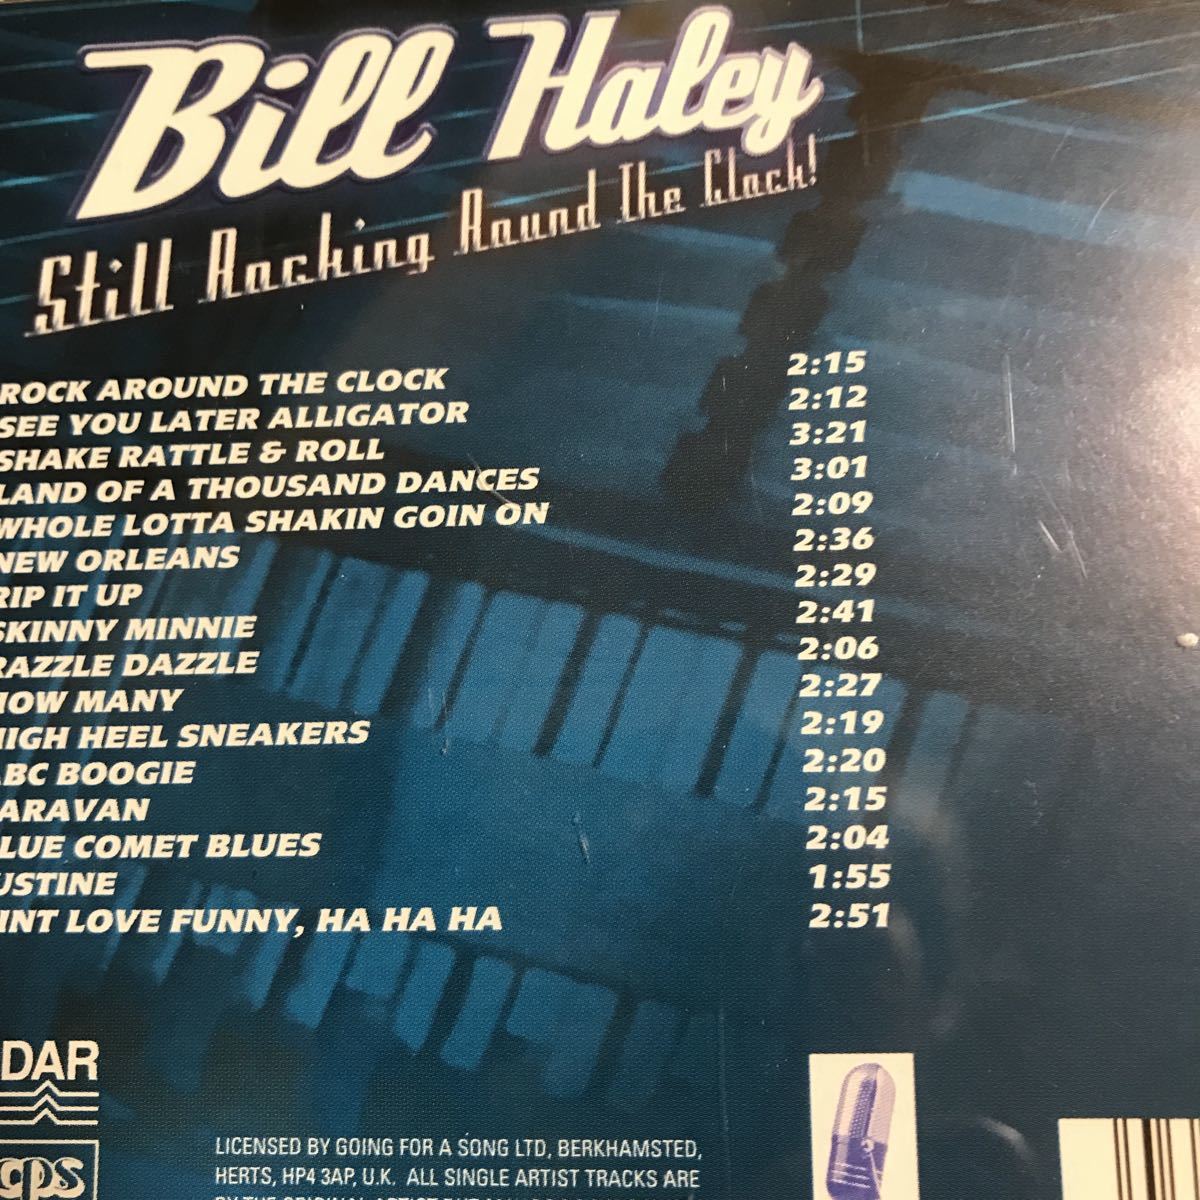 Bill Haley
Still Rocking Round The Clock!
ROCK AROUND THE CLOCK 2:15
SEE YOU LATER ALLIGATOR 2:12
SHAKE RATTLE & ROLL 3:21
LAND OF A THOUSAND DANCES 3:01
WHOLE LOTTA SHAKIN GOIN ON 2:09
NEW ORLEANS 2:36
RIP IT UP 2:29
SKINNY MINNIE 2:41
RAZZLE DAZZLE 2:06
HOW MANY 2:27
HIGH HEEL SNEAKERS 2:19
ABC BOOGIE 2:20
ARAVAN 2:15
LUE COMET BLUES 2:04
USTINE 1:55
INT LOVE FUNNY, HA HA HA 2:51
DAR
cps
LICENSED BY GOING FOR A SONG LTD, BERKHAMSTED,
HERTS, HP4 3AP, U.K. ALL SINGLE ARTIST TRACKS ARE